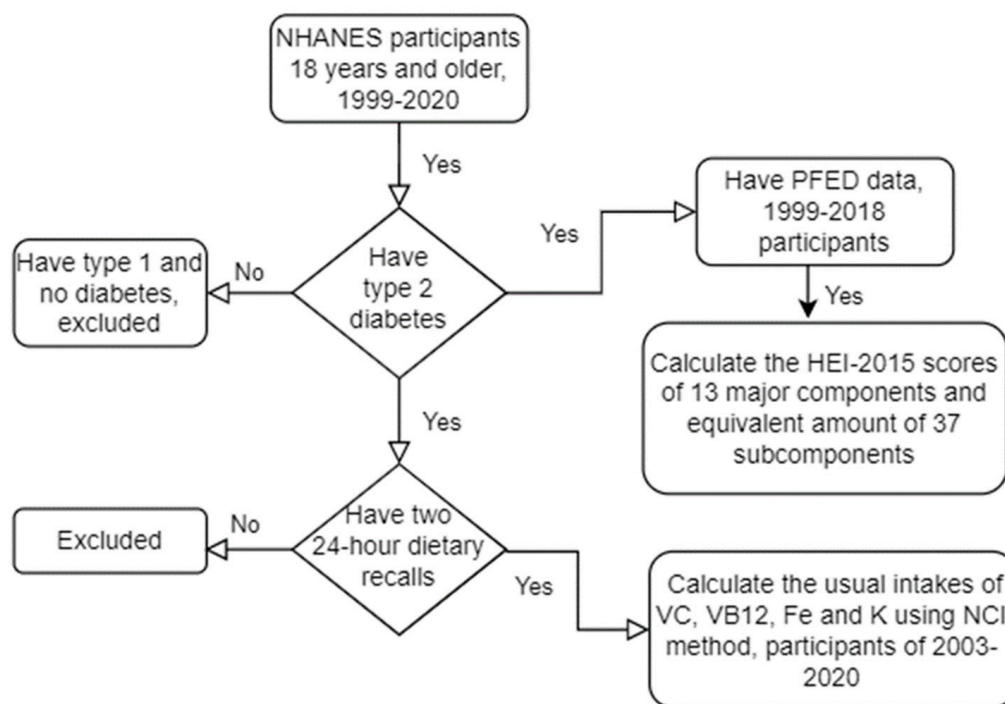 NHANES participants
18 years and older,
1999-2020
Yes
Have PFED data,
1999-2018
participants
Yes
Have
type 2
diabetes
No
Have type 1 and
no diabetes,
excluded
Yes
Calculate the HEI-2015 scores
of 13 major components and
equivalent amount of 37
subcomponents
Yes
Have two
24-hour dietary
recalls
No
Excluded
Yes
Calculate the usual intakes of
VC, VB12, Fe and K using NCI
method, participants of 2003-
2020